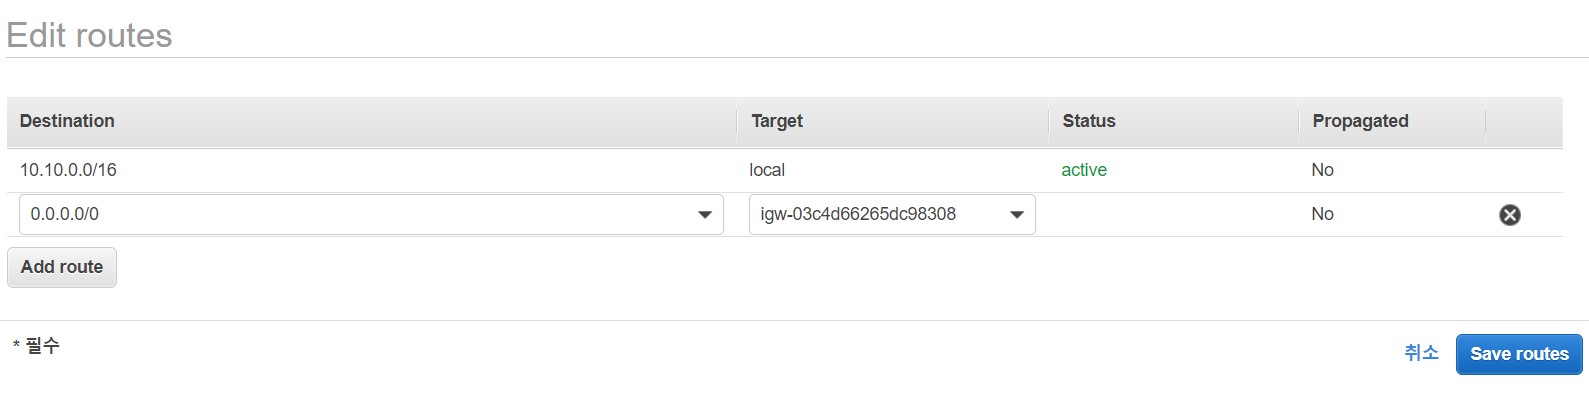 Edit routes
Destination Target Status Propagated
10.10.0.0/16 local active No
0.0.0.0/0 igw-03c4d66265dc98308 No
Add route
* 필수
취소 Save routes